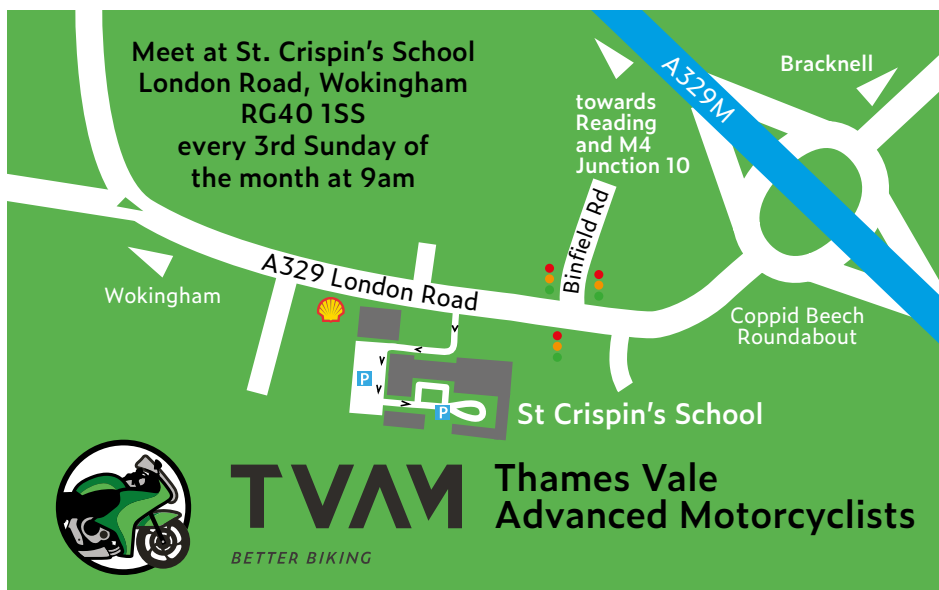 Meet at St. Crispin's School
London Road, Wokingham
RG40 1SS
every 3rd Sunday of
the month at 9am
A329M
Bracknell
towards
Reading
and M4
Junction 10
Binfield Rd
A329 London Road
Wokingham
Coppid Beech
Roundabout
P
P
St Crispin's School
TVAM
BETTER BIKING
Thames Vale
Advanced Motorcyclists